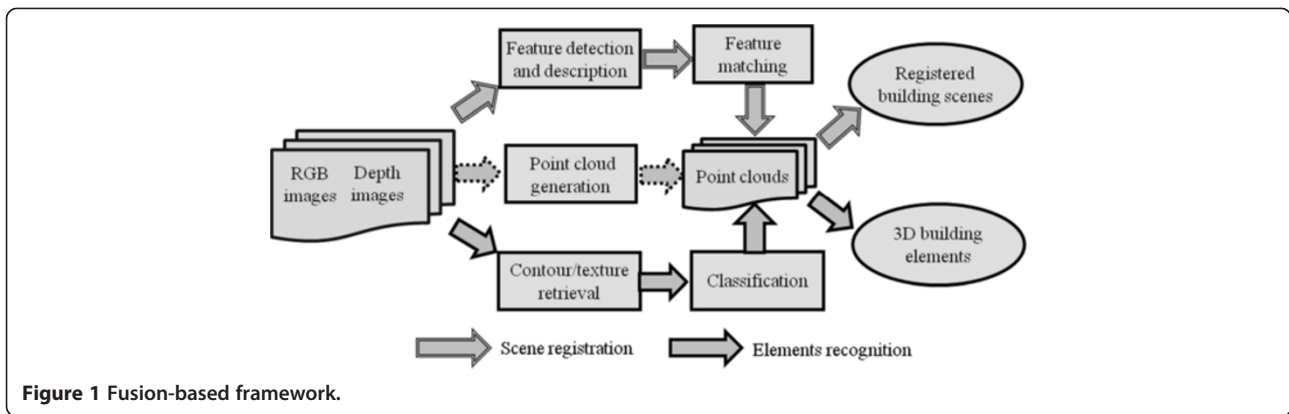 Feature detection
and description
Feature
matching
Registered
building scenes
RGB Depth
images images
Point cloud
generation
Point clouds
3D building
elements
Contour/texture
retrieval
Classification
Scene registration
Elements recognition
Figure 1 Fusion-based framework.